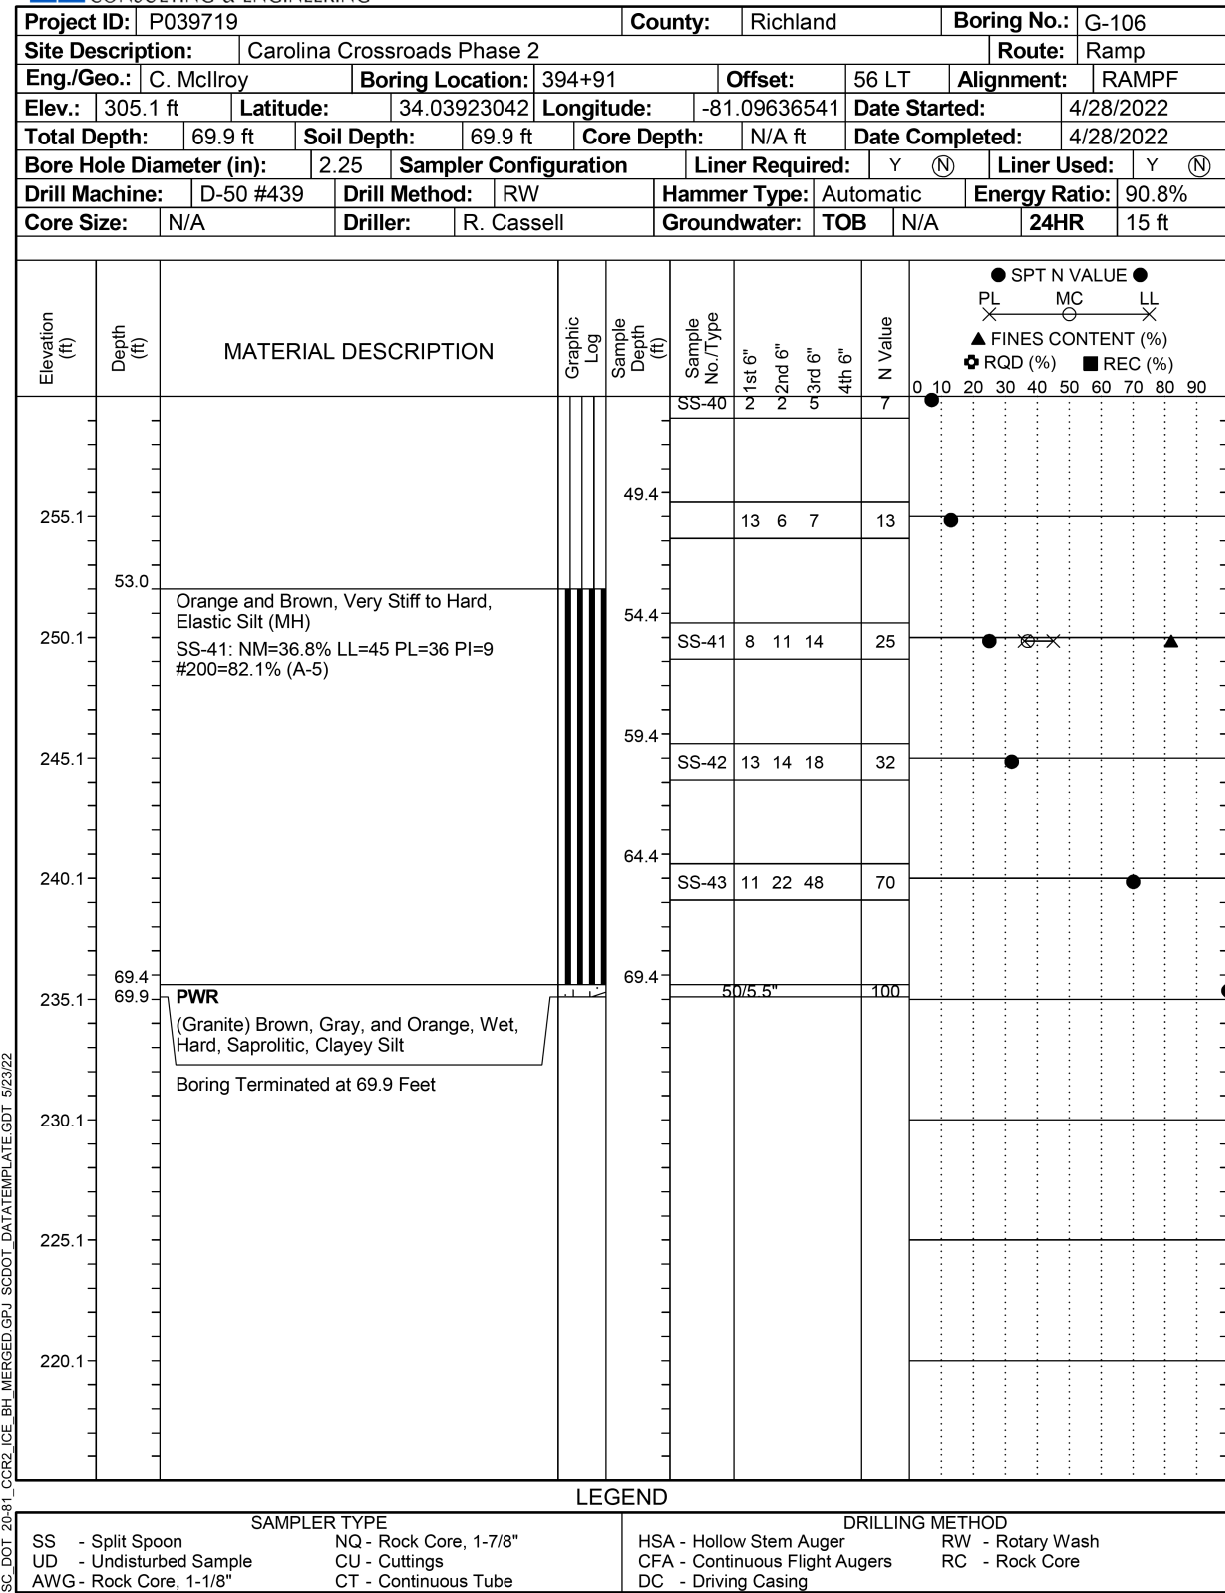 Project ID: P039719 County: Richland Boring No.: G-106
Site Description: Carolina Crossroads Phase 2 Route: Ramp
Eng./Geo.: C. McIlroy Boring Location: 394+91 Offset: 56 LT Alignment: RAMPF
Elev.: 305.1 ft Latitude: 34.03923042 Longitude: -81.09636541 Date Started: 4/28/2022
Total Depth: 69.9 ft Soil Depth: 69.9 ft Core Depth: N/A ft Date Completed: 4/28/2022
Bore Hole Diameter (in): 2.25 Sampler Configuration Liner Required: Y N Liner Used: Y N
Drill Machine: D-50 #439 Drill Method: RW Hammer Type: Automatic Energy Ratio: 90.8%
Core Size: N/A Driller: R. Cassell Groundwater: TOB N/A 24HR 15 ft
Elevation (ft)
Depth (ft)
MATERIAL DESCRIPTION
Graphic Log
Sample Depth (ft)
Sample No./Type
1st 6"
2nd 6"
3rd 6"
4th 6"
N Value
SPT N VALUE
PL MC LL
FINES CONTENT (%)
RQD (%) REC (%)
0 10 20 30 40 50 60 70 80 90
SS-40 2 2 5 7
49.4
255.1 13 6 7 13
53.0
Orange and Brown, Very Stiff to Hard,
Elastic Silt (MH)
54.4
250.1 SS-41 8 11 14 25
SS-41: NM=36.8% LL=45 PL=36 PI=9
#200=82.1% (A-5)
59.4
245.1 SS-42 13 14 18 32
64.4
240.1 SS-43 11 22 48 70
69.4 69.4
235.1 69.9 PWR 50/5.5" 100
(Granite) Brown, Gray, and Orange, Wet,
Hard, Saprolitic, Clayey Silt
Boring Terminated at 69.9 Feet
230.1
225.1
220.1
SC_DOT 20-81_CCR2_ICE_BH_MERGED.GPJ SCDOT_DATATEMPLATE.GDT 5/23/22
LEGEND
SAMPLER TYPE DRILLING METHOD
SS - Split Spoon NQ - Rock Core, 1-7/8" HSA - Hollow Stem Auger RW - Rotary Wash
UD - Undisturbed Sample CU - Cuttings CFA - Continuous Flight Augers RC - Rock Core
AWG - Rock Core, 1-1/8" CT - Continuous Tube DC - Driving Casing